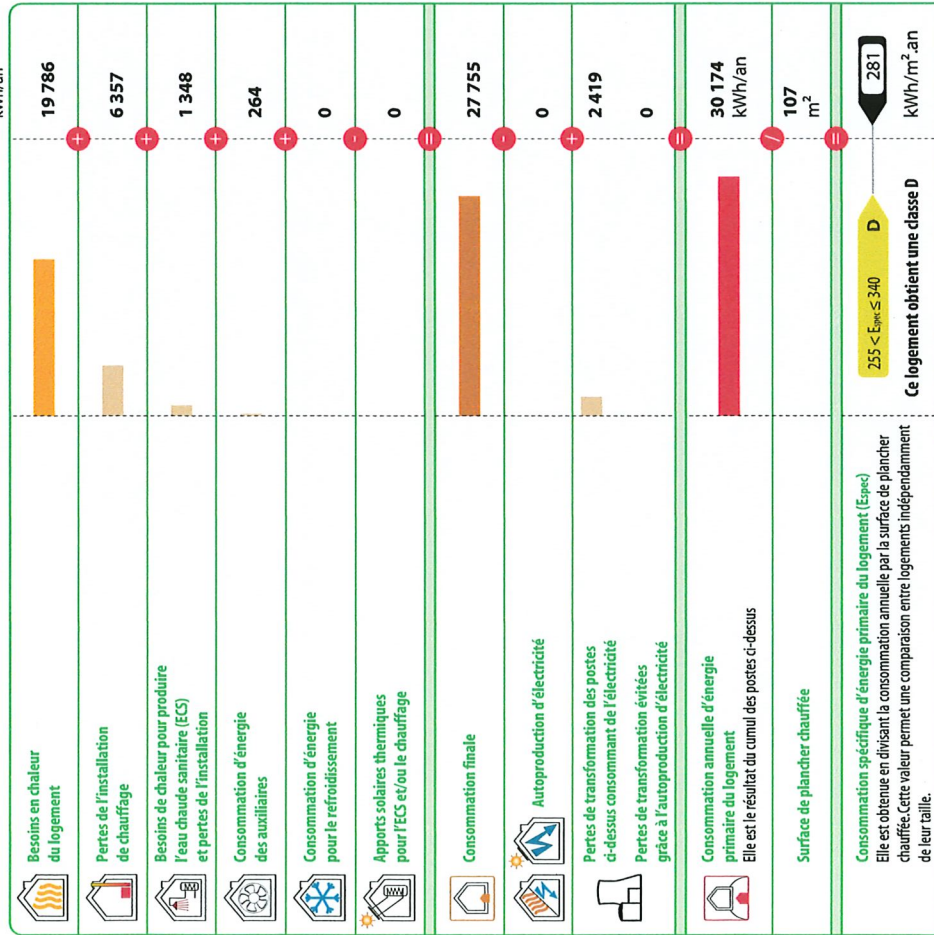 kWh/an
Besoins en chaleur
du logement
19 786
+
Pertes de l'installation
de chauffage
6 357
+
Besoins de chaleur pour produire
l'eau chaude sanitaire (ECS)
et pertes de l'installation
1 348
+
Consommation d'énergie
des auxiliaires
264
+
Consommation d'énergie
pour le refroidissement
0
-
Apports solaires thermiques
pour l'ECS et/ou le chauffage
0
=
Consommation finale
27 755
-
Autoproduction d'électricité
0
+
Pertes de transformation des postes
ci-dessus consommant de l'électricité
2 419
Pertes de transformation évitées
grâce à l'autoproduction d'électricité
0
=
Consommation annuelle d'énergie
primaire du logement
30 174
kWh/an
Elle est le résultat du cumul des postes ci-dessus
/
Surface de plancher chauffée
107
m²
=
Consommation spécifique d'énergie primaire du logement (Espec)
Elle est obtenue en divisant la consommation annuelle par la surface de plancher
chauffée.Cette valeur permet une comparaison entre logements indépendamment
de leur taille.
255 < Espec ≤ 340 D
281
Ce logement obtient une classe D
kWh/m².an